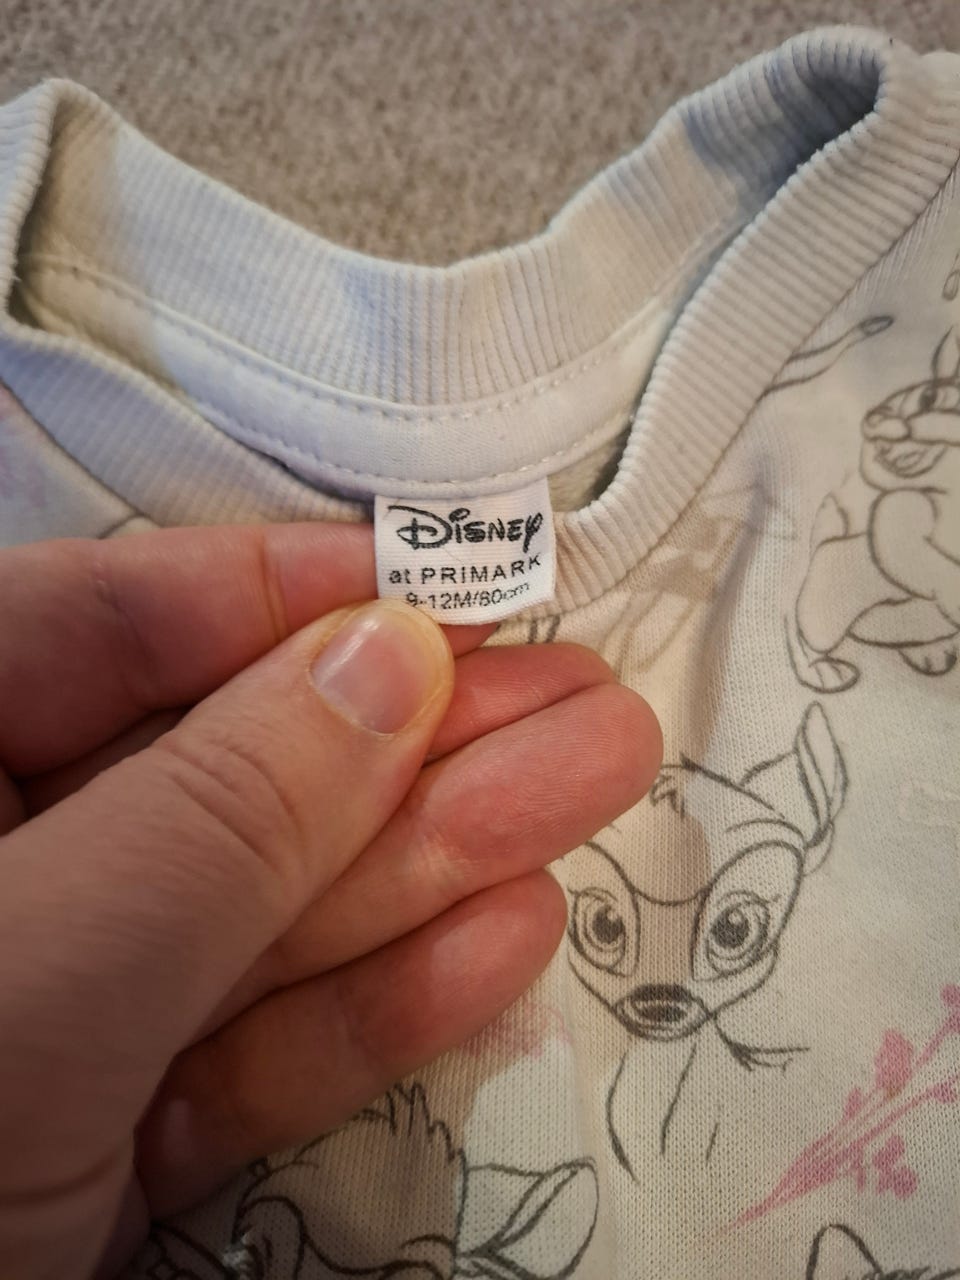 Disney
at PRIMARK
9-12M/80cm